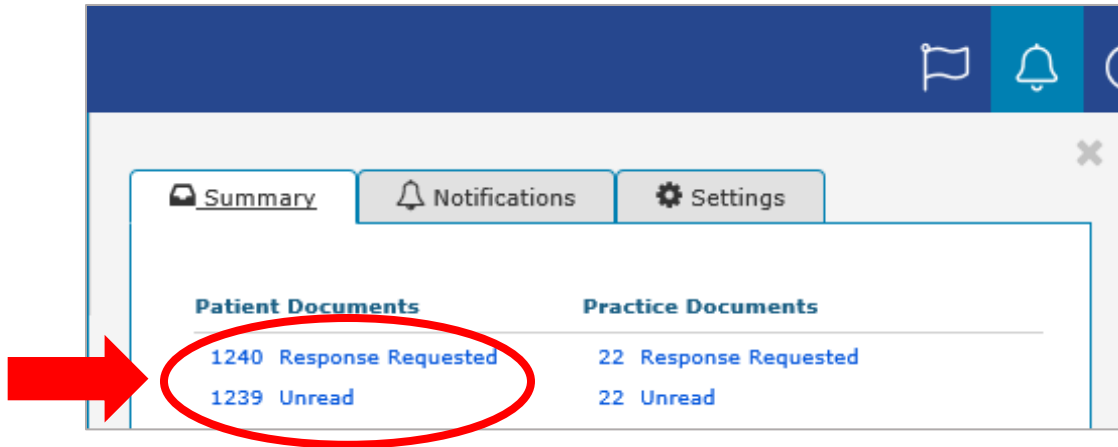 Summary Notifications Settings
Patient Documents Practice Documents
1240 Response Requested 22 Response Requested
1239 Unread 22 Unread